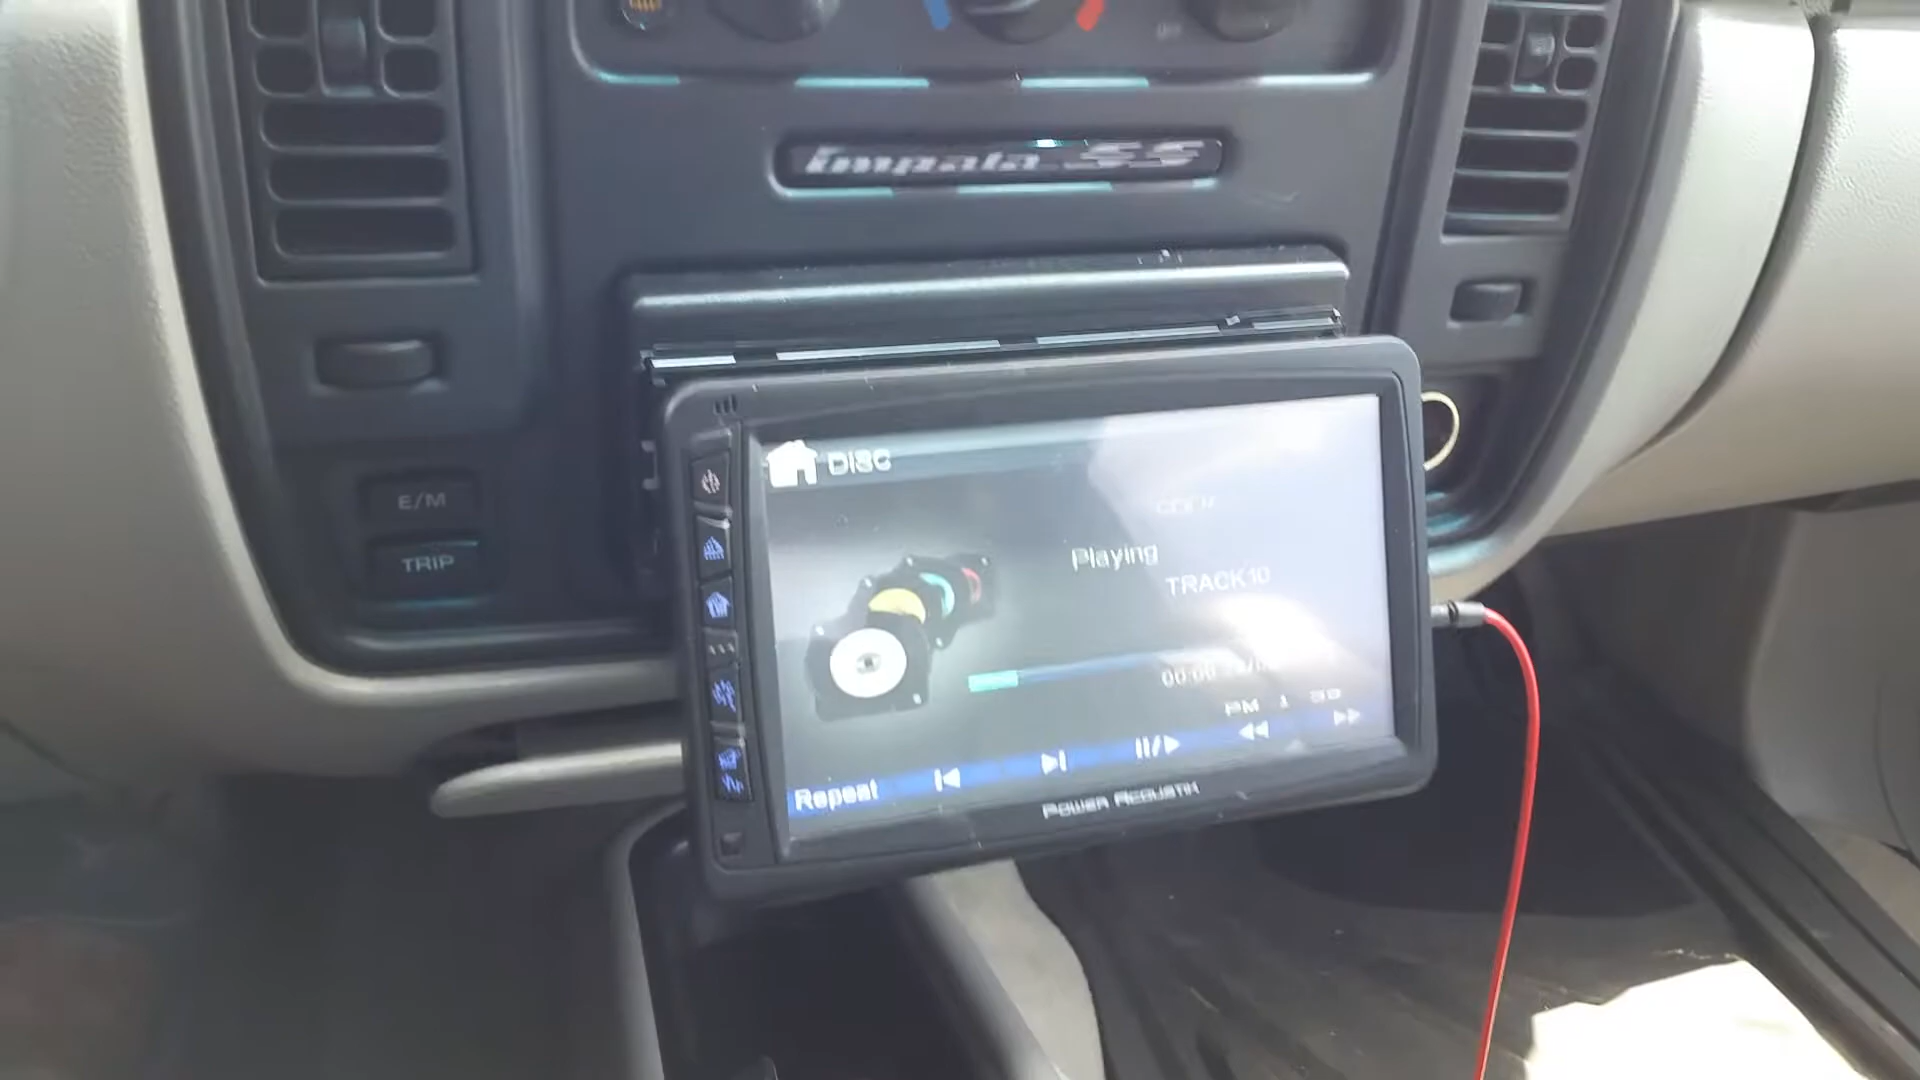 Impala SS
DISC
Playing
TRACK10
E/M
TRIP
PM
Repeat
POWER ACOUSTIK